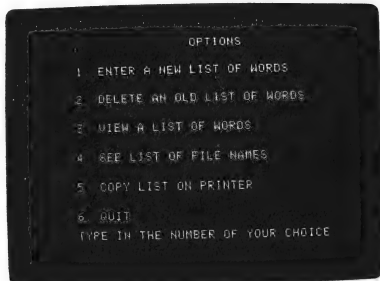 OPTIONS
1 ENTER A NEW LIST OF WORDS
2 DELETE AN OLD LIST OF WORDS
3 VIEW A LIST OF WORDS
4 SEE LIST OF FILE NAMES
5 COPY LIST ON PRINTER
6 QUIT
TYPE IN THE NUMBER OF YOUR CHOICE